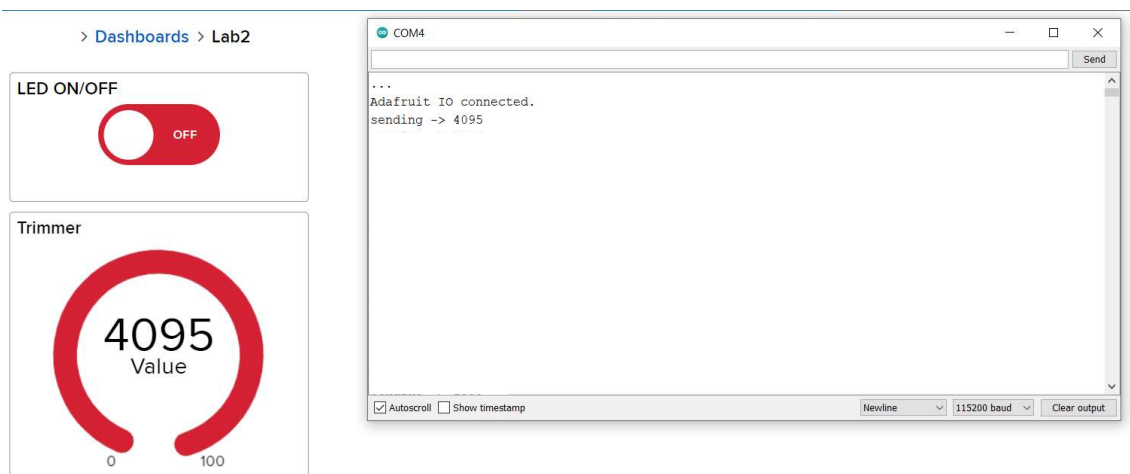 > Dashboards > Lab2
LED ON/OFF
OFF
Trimmer
4095
Value
0 100
COM4
Send
...
Adafruit IO connected.
sending -> 4095
Autoscroll Show timestamp
Newline 115200 baud Clear output